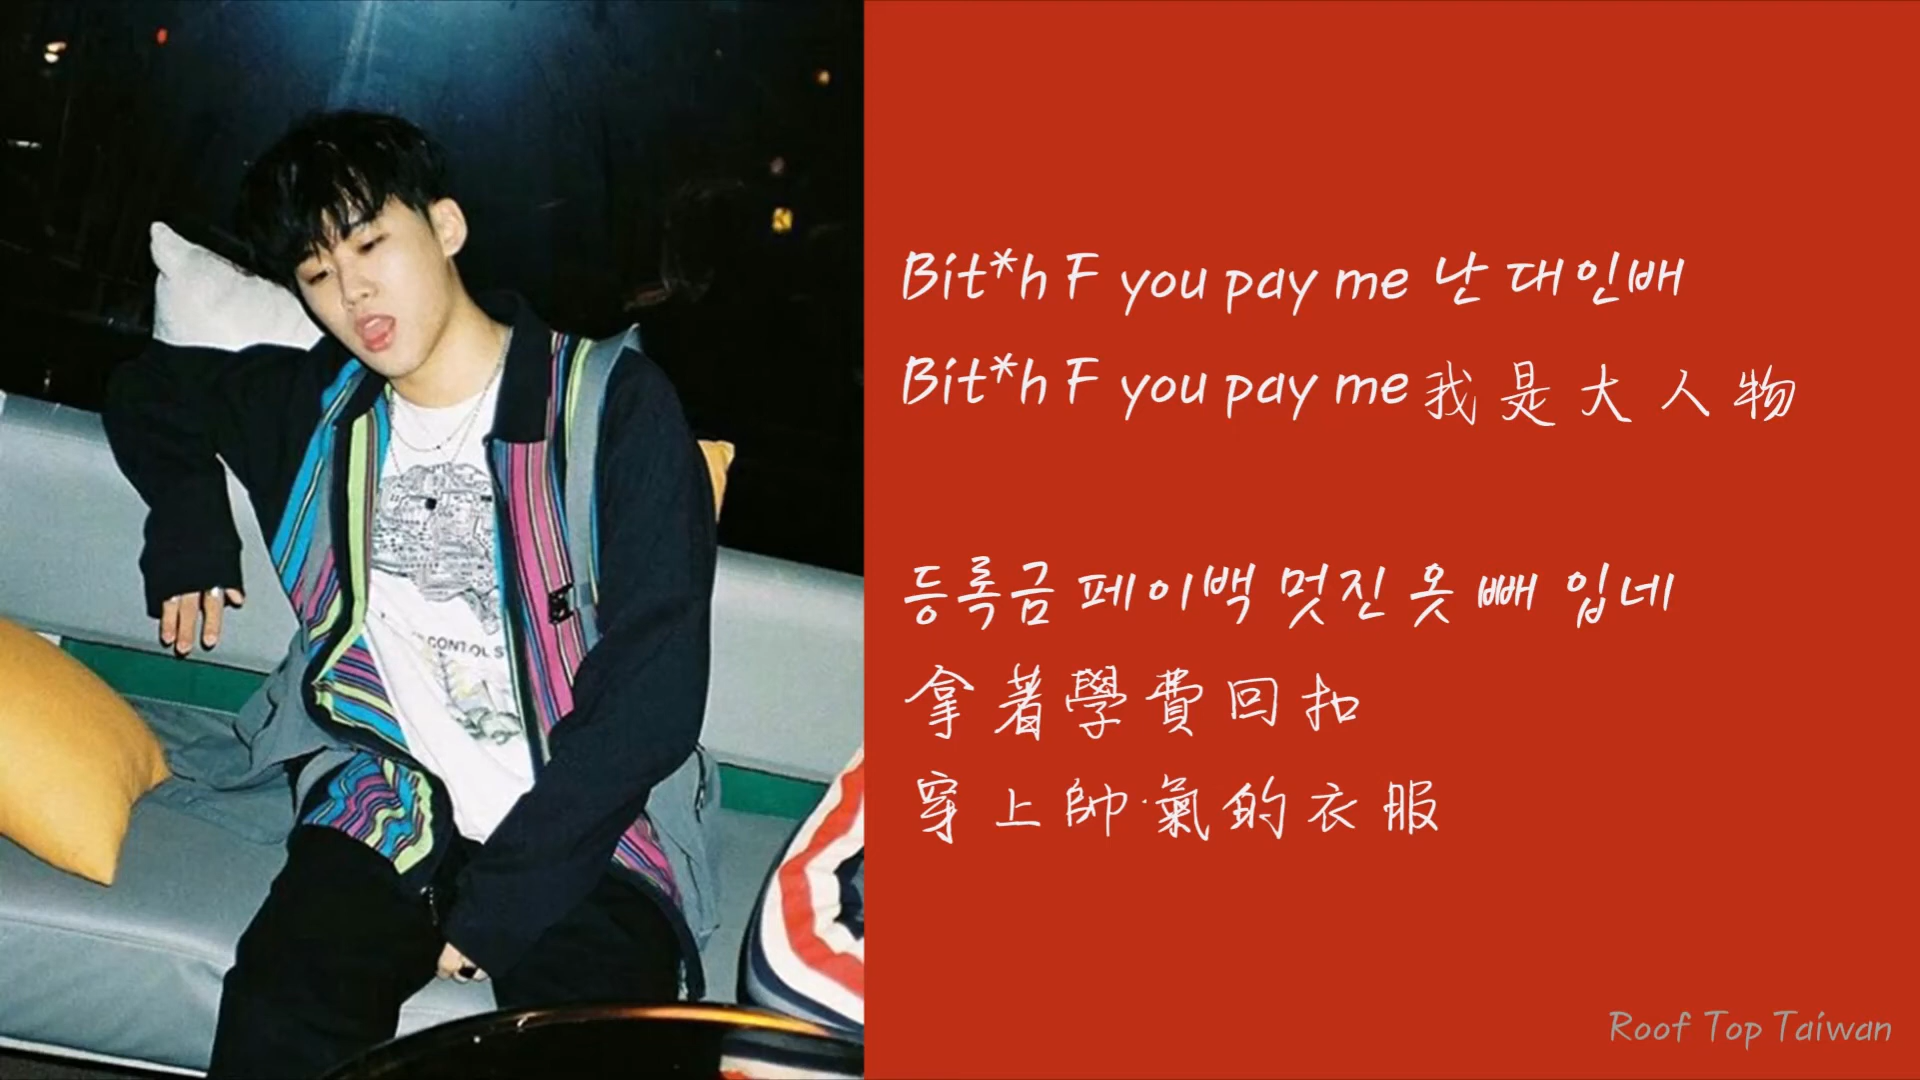 Bit*h F you pay me 난 대인배
Bit*h F you pay me 我是大人物
등록금 페이백 멋진 옷 빼 입네
拿著學費回扣
穿上帥氣的衣服
Roof Top Taiwan